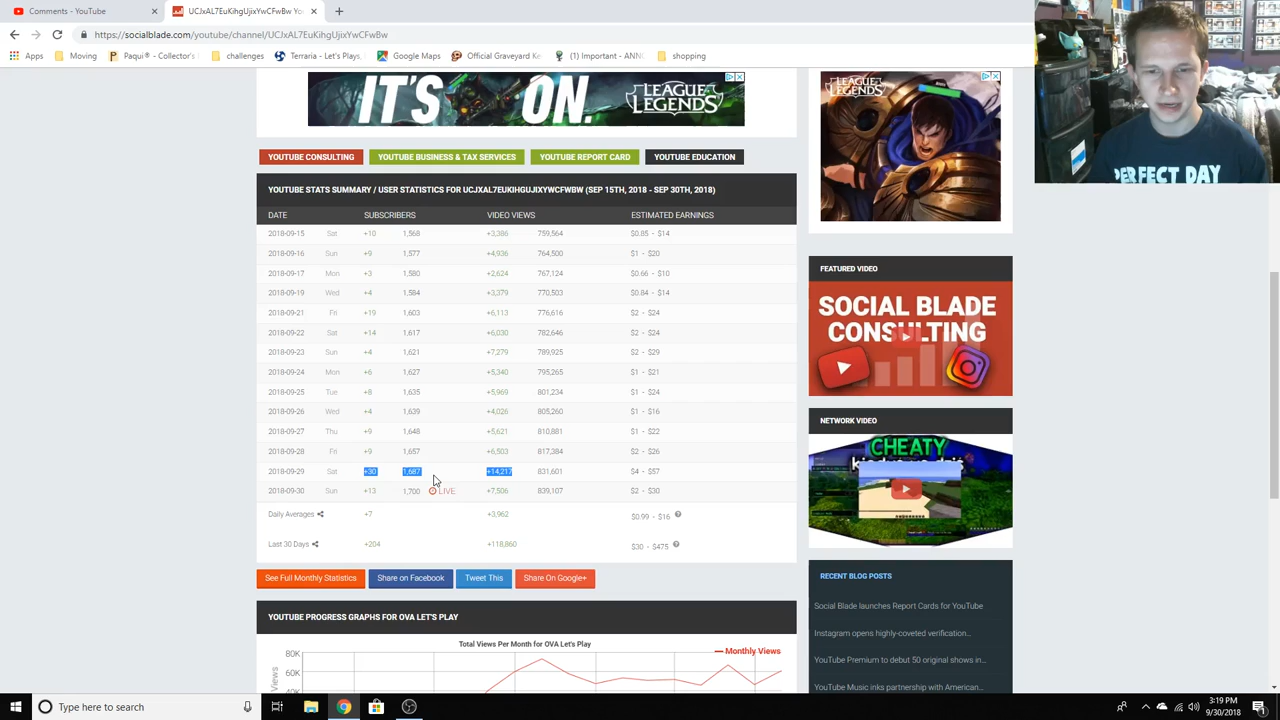 Comments - YouTube
UCJxAL7EuKihgUjixYwCFwBw Yo
https://socialblade.com/youtube/channel/UCJxAL7EuKihgUjixYwCFwBw
Apps
Moving
Paqui® - Collector's
challenges
Terraria - Let's Play
Google Maps
Official Graveyard Ke
(1) Important - ANN
shopping
IT'S ON.
LEAGUE of LEGENDS
LEAGUE of LEGENDS
YOUTUBE CONSULTING
YOUTUBE BUSINESS & TAX SERVICES
YOUTUBE REPORT CARD
YOUTUBE EDUCATION
YOUTUBE STATS SUMMARY / USER STATISTICS FOR UCJXAL7EUKIHGUJIXYWCFWBW (SEP 15TH, 2018 - SEP 30TH, 2018)
DATE SUBSCRIBERS VIDEO VIEWS ESTIMATED EARNINGS
2018-09-15 Sat +10 1,568 +3,386 759,564 $0.85 - $14
2018-09-16 Sun +9 1,577 +4,936 764,500 $1 - $20
2018-09-17 Mon +3 1,580 +2,624 767,124 $0.66 - $10
2018-09-19 Wed +4 1,584 +3,379 770,503 $0.84 - $14
2018-09-21 Fri +19 1,603 +6,113 776,616 $2 - $24
2018-09-22 Sat +14 1,617 +6,030 782,646 $2 - $24
2018-09-23 Sun +4 1,621 +7,279 789,925 $2 - $29
2018-09-24 Mon +6 1,627 +5,340 795,265 $1 - $21
2018-09-25 Tue +8 1,635 +5,969 801,234 $1 - $24
2018-09-26 Wed +4 1,639 +4,026 805,260 $1 - $16
2018-09-27 Thu +9 1,648 +5,621 810,881 $1 - $22
2018-09-28 Fri +9 1,657 +6,503 817,384 $2 - $26
2018-09-29 Sat +30 1,687 +14,217 831,601 $4 - $57
2018-09-30 Sun +13 1,700 LIVE +7,506 839,107 $2 - $30
Daily Averages +7 +3,962 $0.99 - $16
Last 30 Days +204 +118,860 $30 - $475
See Full Monthly Statistics
Share on Facebook
Tweet This
Share On Google+
YOUTUBE PROGRESS GRAPHS FOR OVA LET'S PLAY
Total Views Per Month for OVA Let's Play
Monthly Views
80K
60K
40K
Views
FEATURED VIDEO
SOCIAL BLADE
CONSULTING
NETWORK VIDEO
CHEATY
RECENT BLOG POSTS
Social Blade launches Report Cards for YouTube
Instagram opens highly-coveted verification...
YouTube Premium to debut 50 original shows in...
YouTube Music inks partnership with American...
PERFECT DAY
Type here to search
3:19 PM
9/30/2018